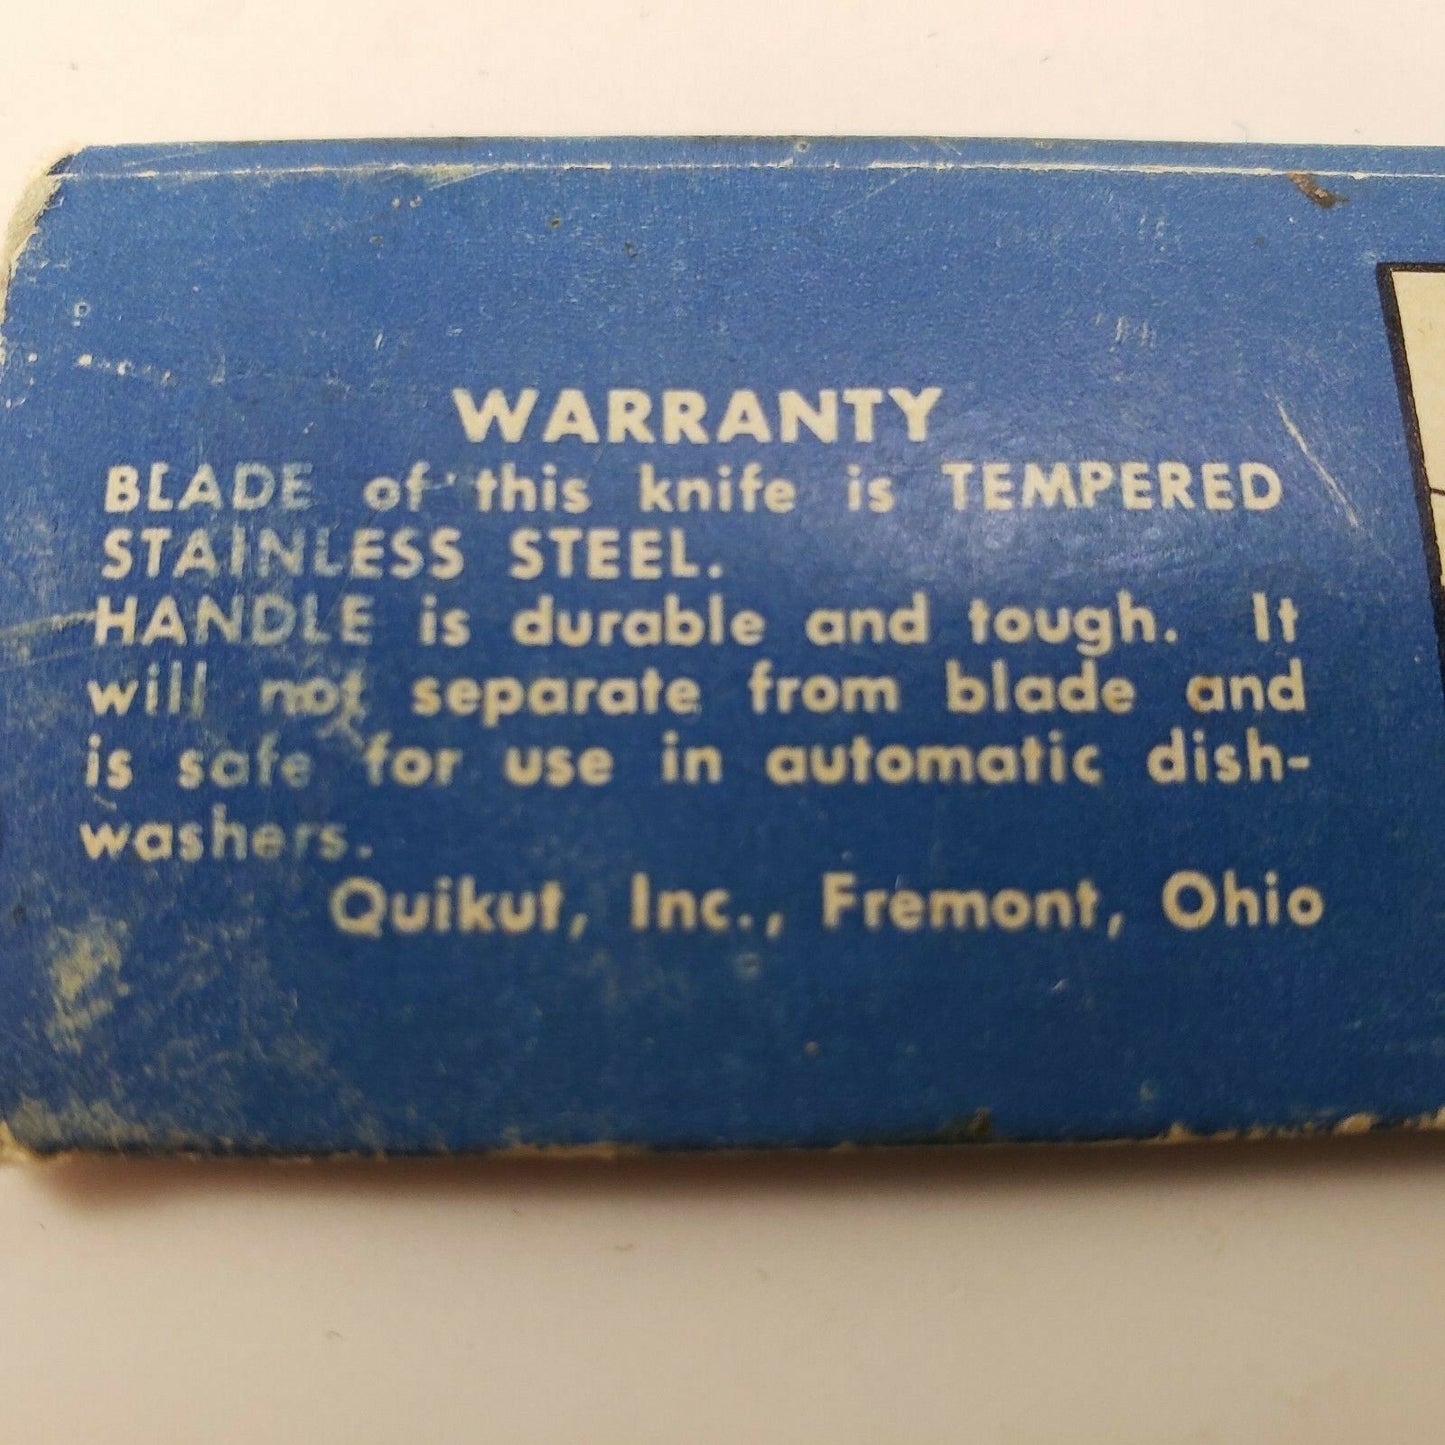 WARRANTY
BLADE of this knife is TEMPERED
STAINLESS STEEL.
HANDLE is durable and tough. It
will not separate from blade and
is safe for use in automatic dish-
washers.
Quikut, Inc., Fremont, Ohio